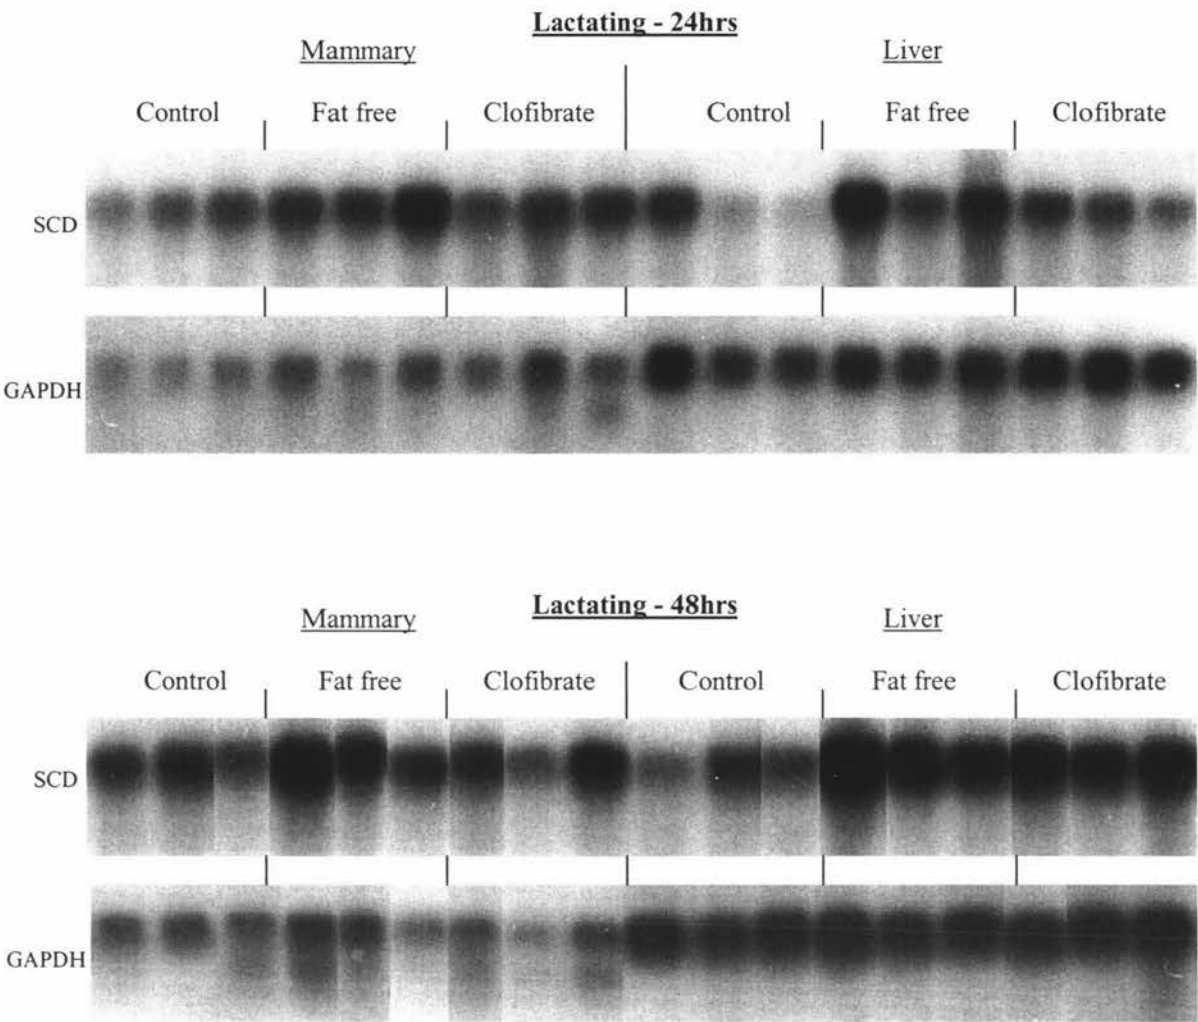 Lactating - 24hrs
Mammary Liver
Control Fat free Clofibrate Control Fat free Clofibrate
SCD
GAPDH
Lactating - 48hrs
Mammary Liver
Control Fat free Clofibrate Control Fat free Clofibrate
SCD
GAPDH